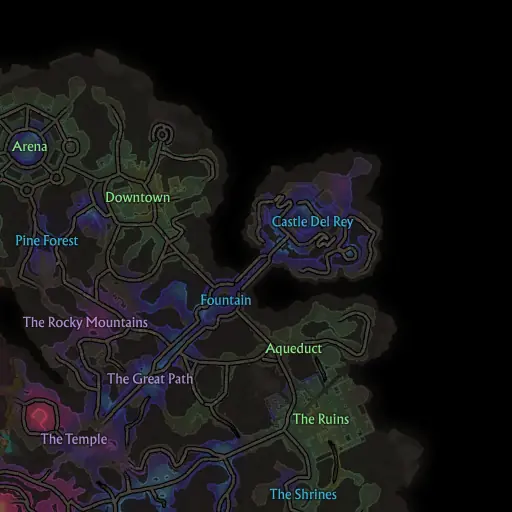 Arena
Downtown
Castle Del Rey
Pine Forest
Fountain
The Rocky Mountains
Aqueduct
The Great Path
The Ruins
The Temple
The Shrines